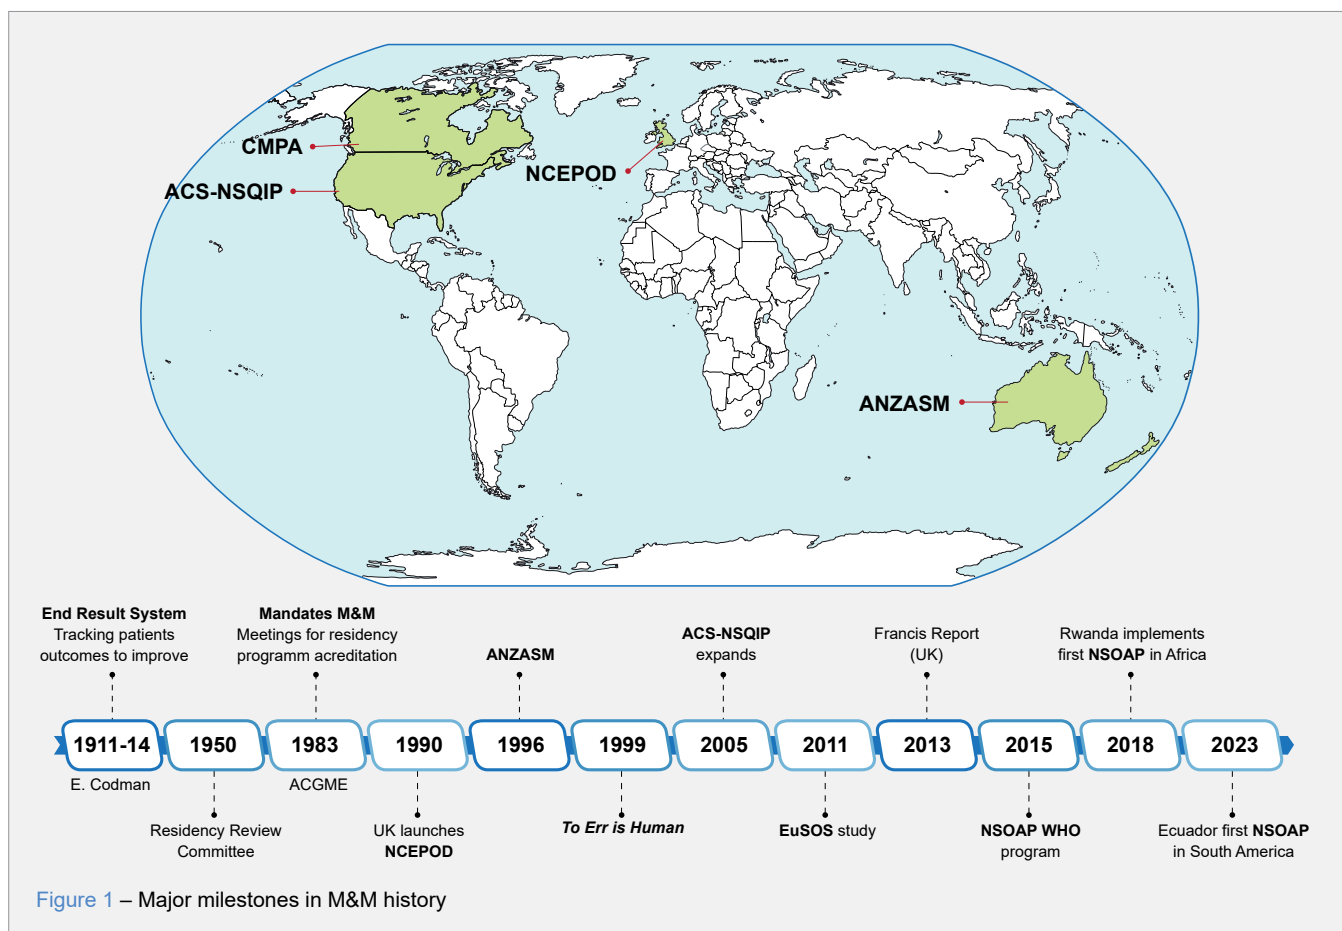 CMPA
ACS-NSQIP
NCEPOD
ANZASM
End Result System
Tracking patients
outcomes to improve
Mandates M&M
Meetings for residency
programm acreditation
ANZASM
ACS-NSQIP
expands
Francis Report
(UK)
Rwanda implements
first NSOAP in Africa
1911-14
1950
1983
1990
1996
1999
2005
2011
2013
2015
2018
2023
E. Codman
ACGME
Residency Review
Committee
UK launches
NCEPOD
To Err is Human
EuSOS study
NSOAP WHO
program
Ecuador first NSOAP
in South America
Figure 1 – Major milestones in M&M history